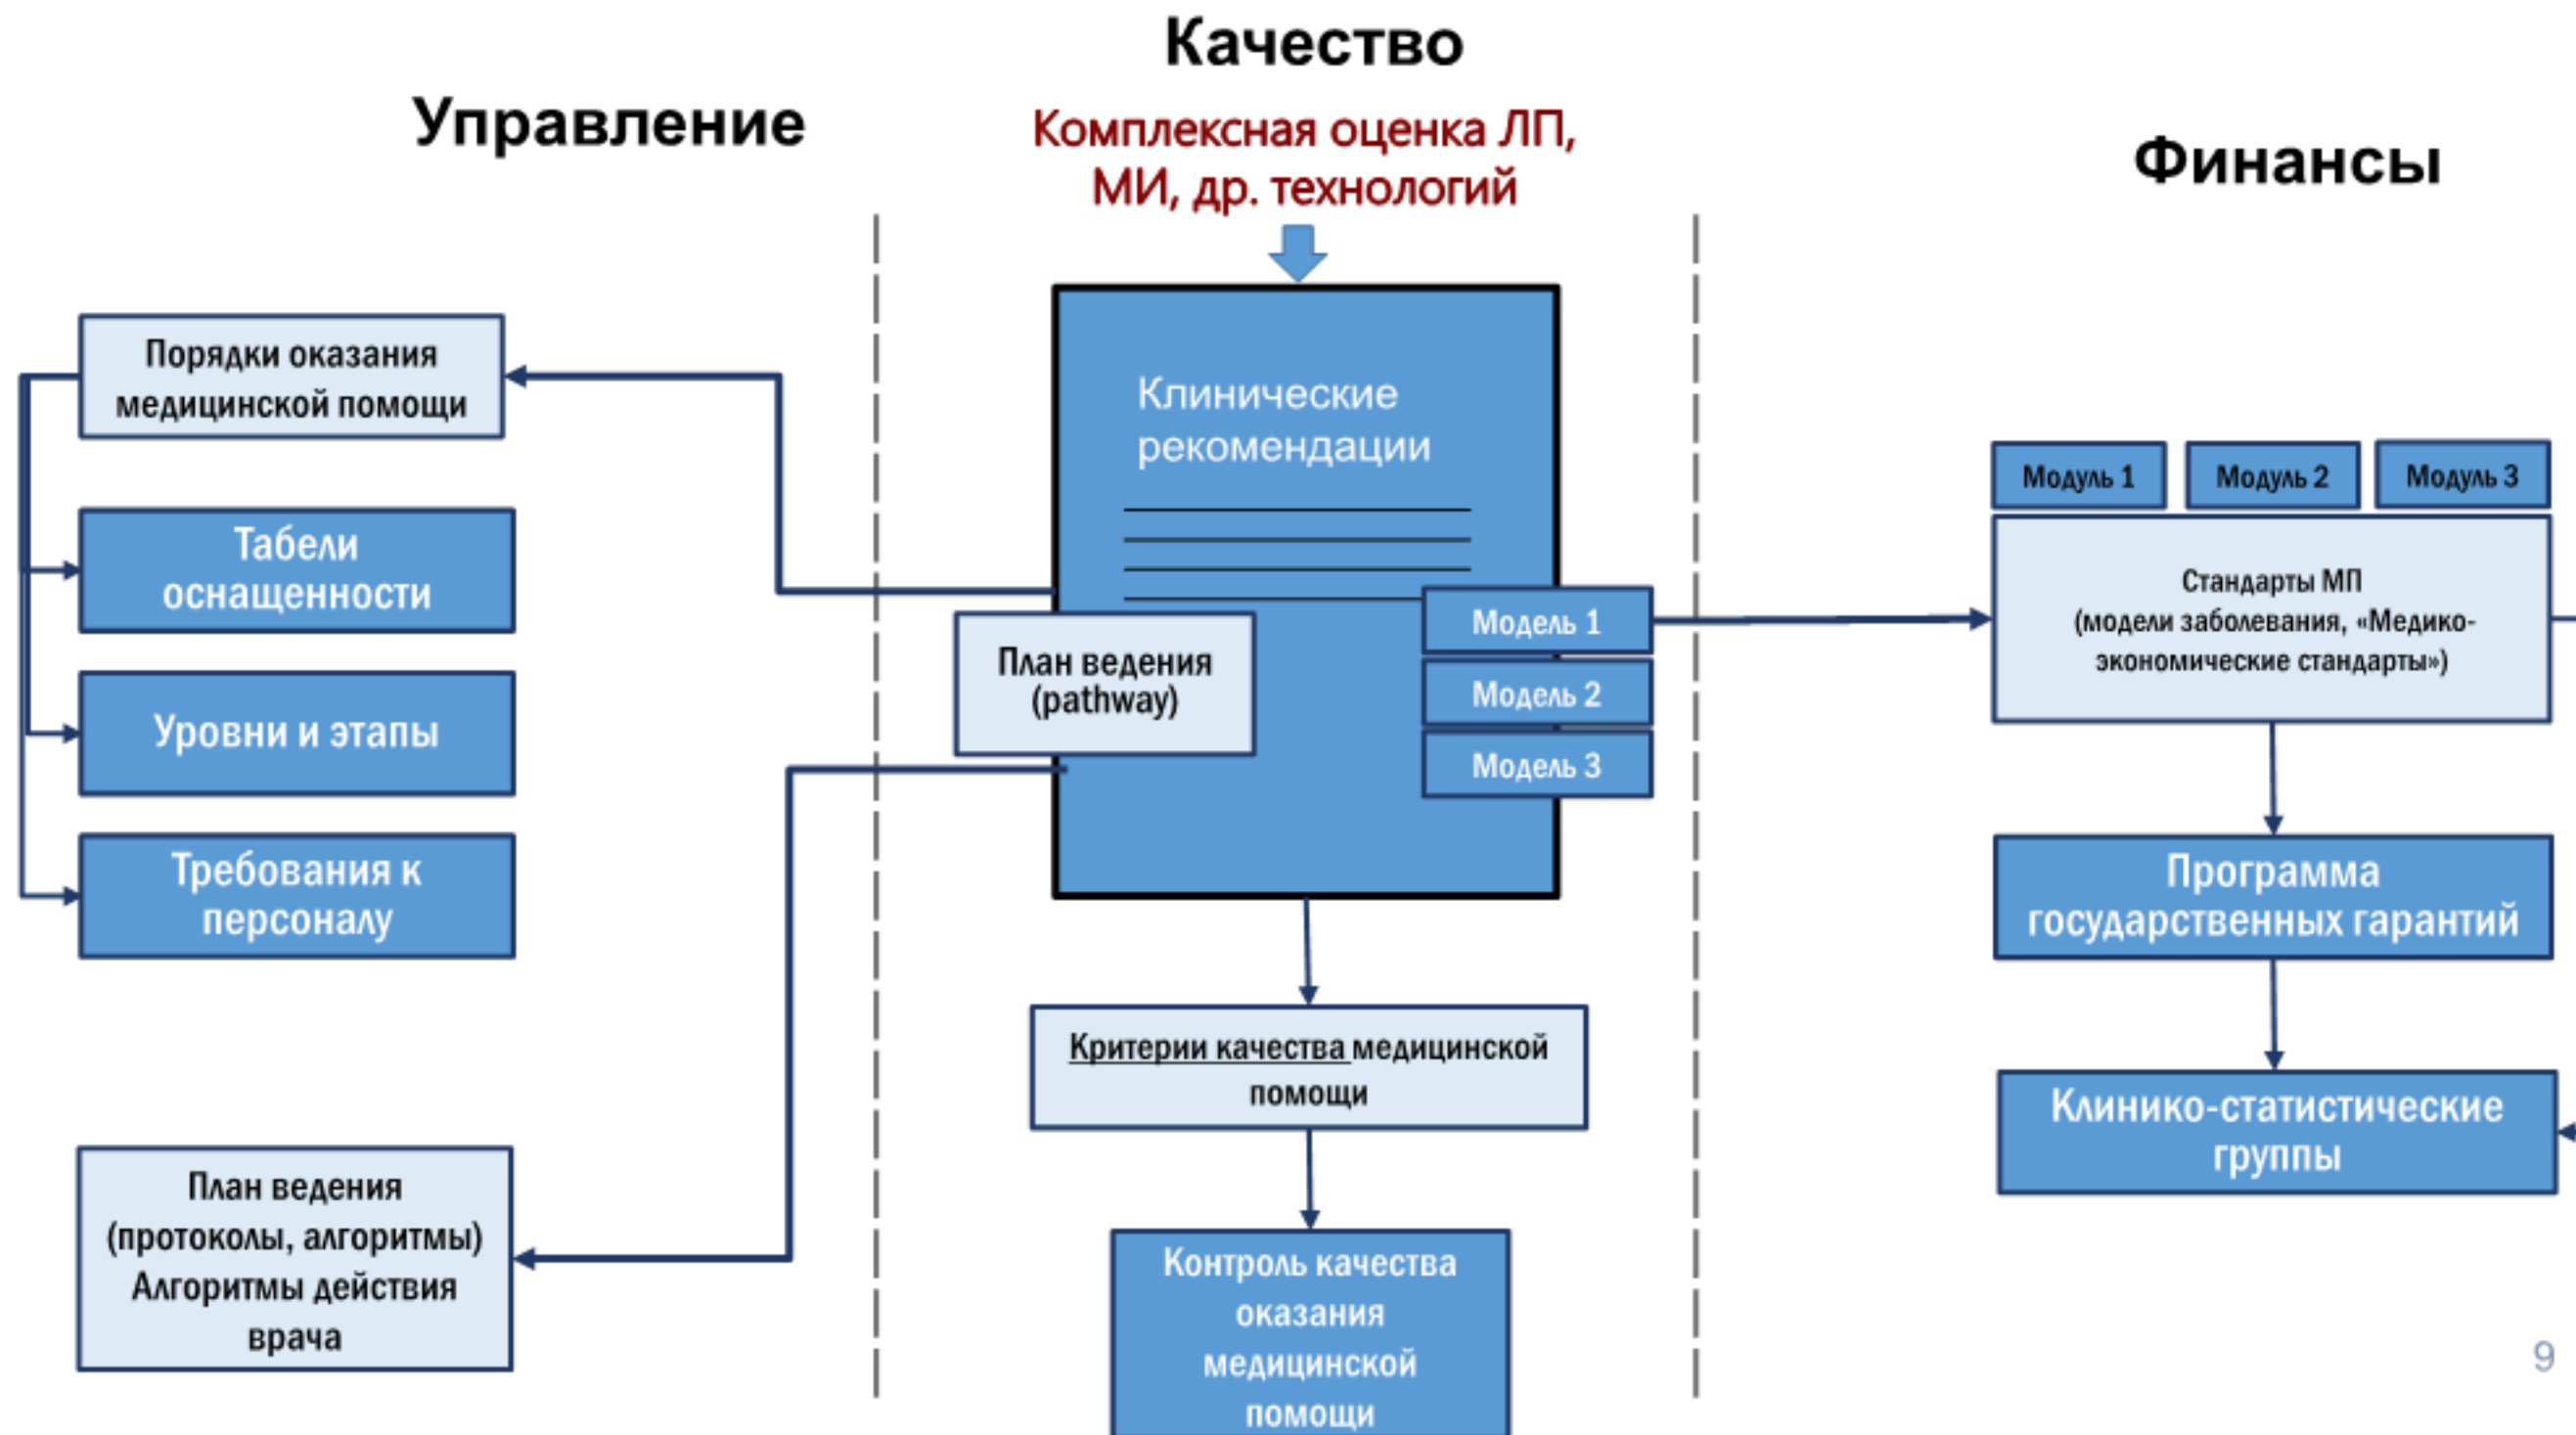 Качество
Управление
Комплексная оценка ЛП,
МИ, др. технологий
Финансы
Порядки оказания
медицинской помощи
Табели
оснащенности
Уровни и этапы
Требования к
персоналу
План ведения
(протоколы, алгоритмы)
Алгоритмы действия
врача
Клинические
рекомендации
План ведения
(pathway)
Модель 1
Модель 2
Модель 3
Критерии качества медицинской
помощи
Контроль качества
оказания
медицинской
помощи
Модуль 1
Модуль 2
Модуль 3
Стандарты МП
(модели заболевания, «Медико-
экономические стандарты»)
Программа
государственных гарантий
Клинико-статистические
группы
9